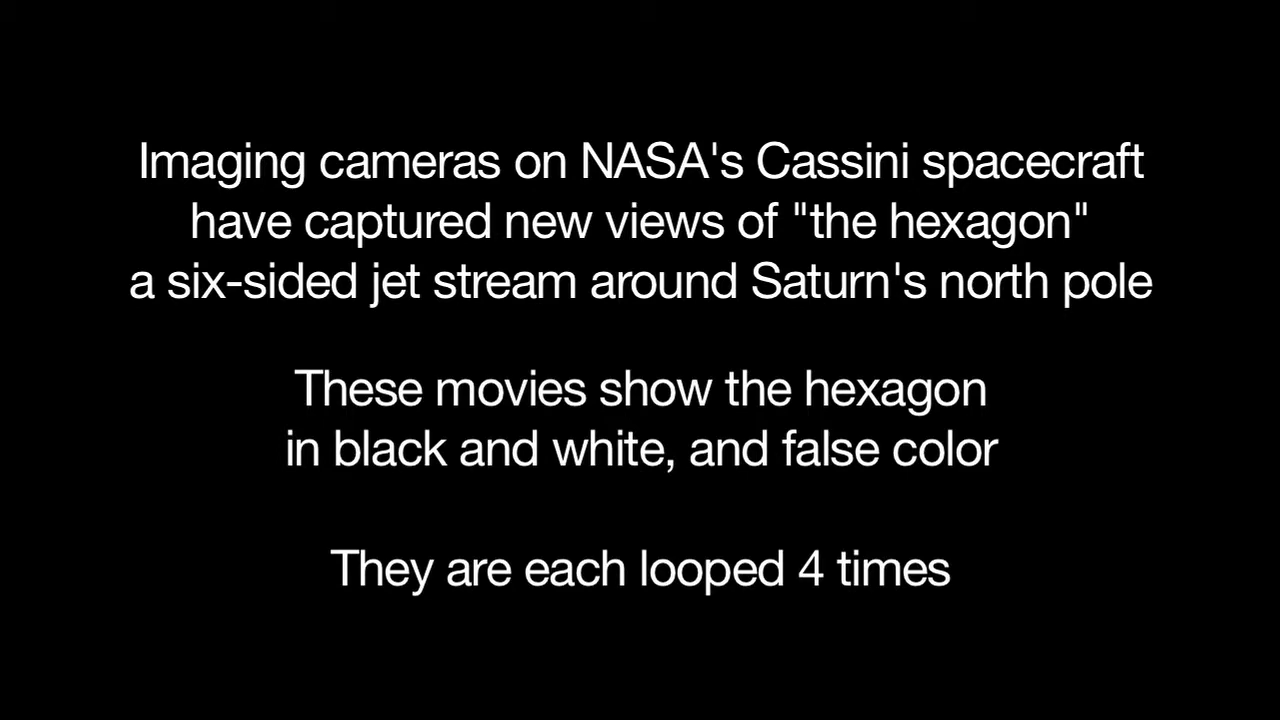 Imaging cameras on NASA's Cassini spacecraft
have captured new views of "the hexagon"
a six-sided jet stream around Saturn's north pole
These movies show the hexagon
in black and white, and false color
They are each looped 4 times